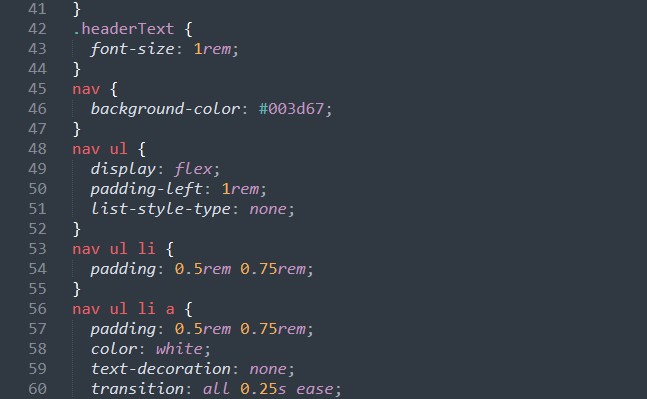 41 }
42 .headerText {
43   font-size: 1rem;
44 }
45 nav {
46   background-color: #003d67;
47 }
48 nav ul {
49   display: flex;
50   padding-left: 1rem;
51   list-style-type: none;
52 }
53 nav ul li {
54   padding: 0.5rem 0.75rem;
55 }
56 nav ul li a {
57   padding: 0.5rem 0.75rem;
58   color: white;
59   text-decoration: none;
60   transition: all 0.25s ease;